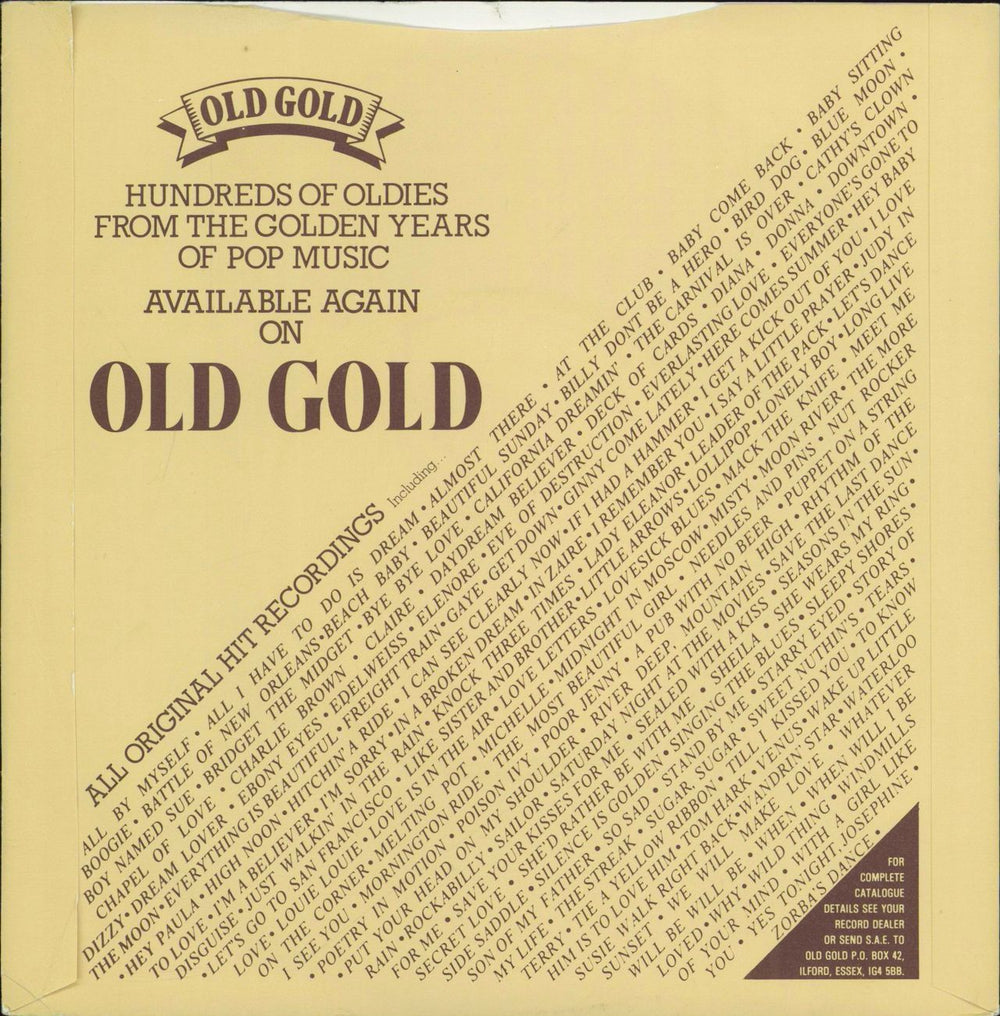 OLD GOLD
HUNDREDS OF OLDIES
FROM THE GOLDEN YEARS
OF POP MUSIC
AVAILABLE AGAIN
ON
OLD GOLD
ALL ORIGINAL HIT RECORDINGS Including...
ALL BY MYSELF • ALL I HAVE TO DO IS DREAM • ALMOST THERE • AT THE CLUB • BABY COME BACK • BABY SITTING
BOOGIE • BATTLE OF NEW ORLEANS • BEACH BABY • BEAUTIFUL SUNDAY • BILLY DONT BE A HERO • BIRD DOG • BLUE MOON •
BOY NAMED SUE • BRIDGET THE MIDGET • BYE BYE LOVE • CALIFORNIA DREAMIN' • THE CARNIVAL IS OVER • CATHY'S CLOWN
CHAPEL OF LOVE • CHARLIE BROWN • CLAIRE • DAYDREAM BELIEVER • DECK OF CARDS • DIANA • DONNA • DOWNTOWN •
DIZZY • DREAM LOVER • EBONY EYES • EDELWEISS • ELENORE • EVE OF DESTRUCTION • EVERLASTING LOVE • EVERYONE'S GONE TO
THE MOON • EVERYTHING IS BEAUTIFUL • FREIGHT TRAIN • GAYE • GET DOWN • GINNY COME LATELY • HERE COMES SUMMER • HEY BABY
• HEY PAULA • HIGH NOON • HITCHIN' A RIDE • I CAN SEE CLEARLY NOW • IF I HAD A HAMMER • I GET A KICK OUT OF YOU • I LOVE
TO LOVE • I'M A BELIEVER • I'M SORRY • IN A BROKEN DREAM • IN ZAIRE • I REMEMBER YOU • I SAY A LITTLE PRAYER • JUDY IN
DISGUISE • JUST WALKIN' IN THE RAIN • KNOCK THREE TIMES • LADY ELEANOR • LEADER OF THE PACK • LET'S DANCE
• LET'S GO TO SAN FRANCISCO • LIKE SISTER AND BROTHER • LITTLE ARROWS • LOLLIPOP • LONELY BOY • LONG LIVE
LOVE • LOUIE LOUIE • LOVE IS IN THE AIR • LOVE LETTERS • LOVESICK BLUES • MACK THE KNIFE • MEET ME
ON THE CORNER • MELTING POT • MICHELLE • MIDNIGHT IN MOSCOW • MISTY • MOON RIVER • THE MORE
I SEE YOU • MORNINGTON RIDE • THE MOST BEAUTIFUL GIRL • NEEDLES AND PINS • NUT ROCKER
• POETRY IN MOTION • POISON IVY • POOR JENNY • A PUB WITH NO BEER • PUPPET ON A STRING
• PUT YOUR HEAD ON MY SHOULDER • RIVER DEEP, MOUNTAIN HIGH • RHYTHM OF THE
RAIN • ROCKABILLY • SAILOR • SATURDAY NIGHT AT THE MOVIES • SAVE THE LAST DANCE
FOR ME • SAVE YOUR KISSES FOR ME • SEALED WITH A KISS • SEASONS IN THE SUN •
SECRET LOVE • SHE'D RATHER BE WITH ME • SHEILA • SHE WEARS MY RING •
SIDE SADDLE • SILENCE IS GOLDEN • SINGING THE BLUES • SLEEPY SHORES •
SON OF MY FATHER • SO SAD • STAND BY ME • STARRY EYED • STORY OF
MY LIFE • THE STREAK • SUGAR, SUGAR • SWEET NUTHIN'S • TEARS •
TERRY • TIE A YELLOW RIBBON • TILL I KISSED YOU • TO KNOW
HIM IS TO LOVE HIM • TOM HARK • VENUS • WAKE UP LITTLE
SUSIE • WALK RIGHT BACK • WANDRIN' STAR • WATERLOO
SUNSET • WE WILL MAKE LOVE • WHATEVER
WILL BE, WILL BE • WHEN • WHEN WILL I BE
LOVED • WHY • WILD THING • WINDMILLS
OF YOUR MIND • WITH A GIRL LIKE
YOU • YES TONIGHT JOSEPHINE •
ZORBA'S DANCE •
FOR
COMPLETE
CATALOGUE
DETAILS SEE YOUR
RECORD DEALER
OR SEND S.A.E. TO
OLD GOLD P.O. BOX 42,
ILFORD, ESSEX, IG4 5BB.